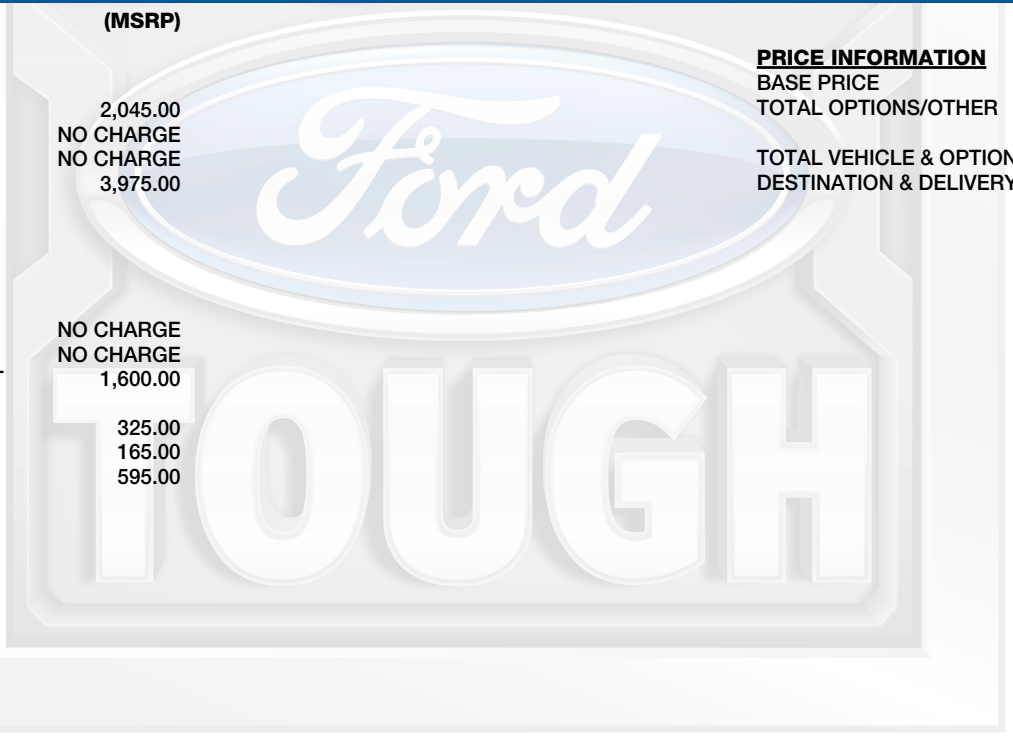 (MSRP)
2,045.00
NO CHARGE
NO CHARGE
3,975.00
NO CHARGE
NO CHARGE
1,600.00
325.00
165.00
595.00
PRICE INFORMATION
BASE PRICE
TOTAL OPTIONS/OTHER
TOTAL VEHICLE & OPTION
DESTINATION & DELIVERY
Ford
TOUGH